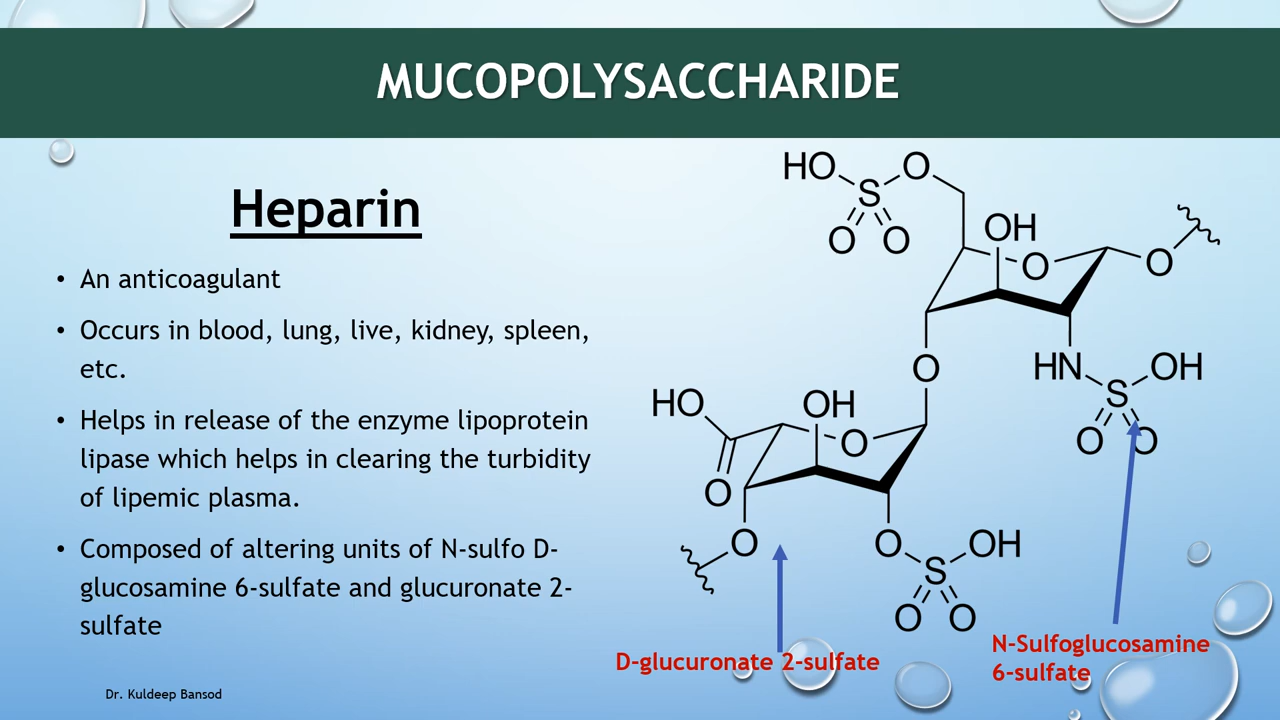 MUCOPOLYSACCHARIDE
Heparin
• An anticoagulant
• Occurs in blood, lung, live, kidney, spleen,
etc.
• Helps in release of the enzyme lipoprotein
lipase which helps in clearing the turbidity
of lipemic plasma.
• Composed of altering units of N-sulfo D-
glucosamine 6-sulfate and glucuronate 2-
sulfate
HO O
S
O O
OH
O
O
HN OH
S
O O
O
HO OH
O
O
O O OH
S
O O
D-glucuronate 2-sulfate
N-Sulfoglucosamine
6-sulfate
Dr. Kuldeep Bansod